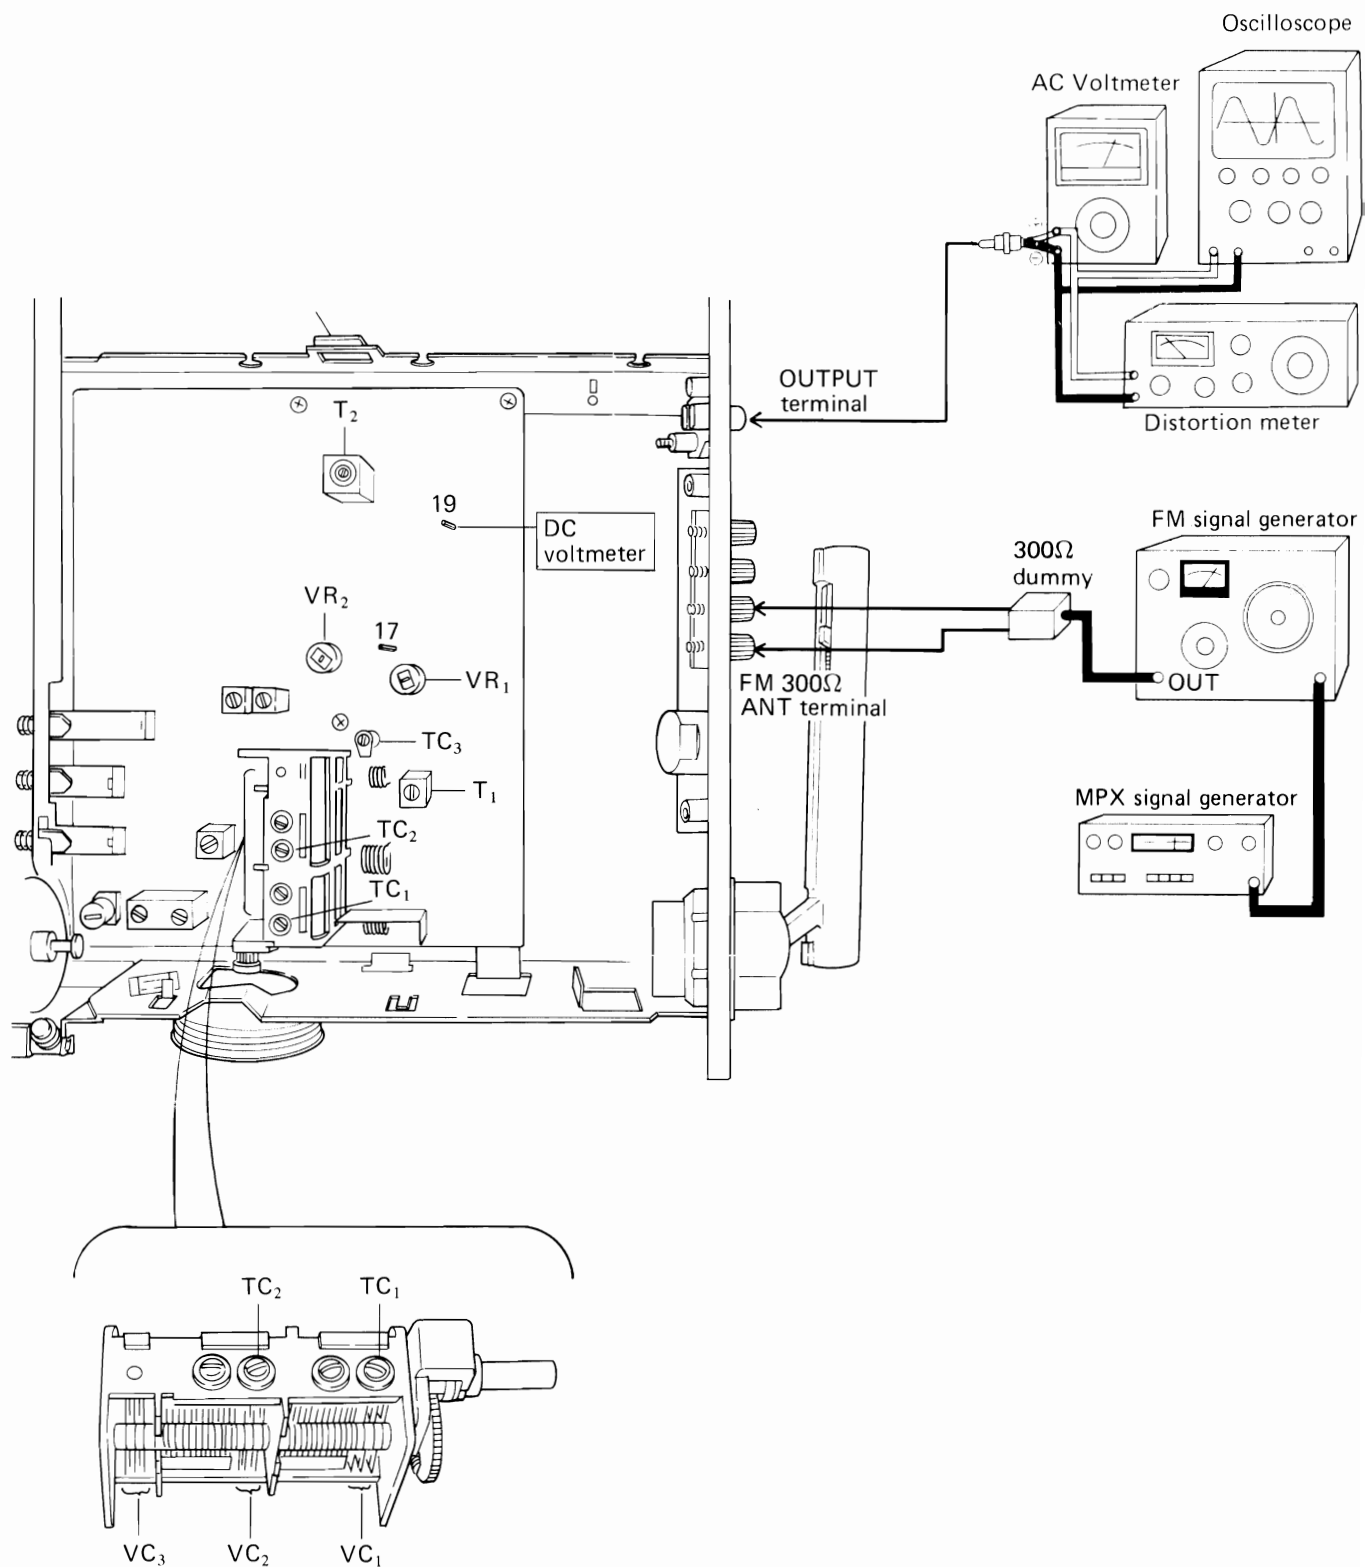 Oscilloscope
AC Voltmeter
OUTPUT
terminal
Distortion meter
T₂
19
DC
voltmeter
FM signal generator
300Ω
dummy
VR₂
17
VR₁
OUT
FM 300Ω
ANT terminal
TC₃
T₁
MPX signal generator
TC₂
TC₁
TC₂
TC₁
VC₃
VC₂
VC₁